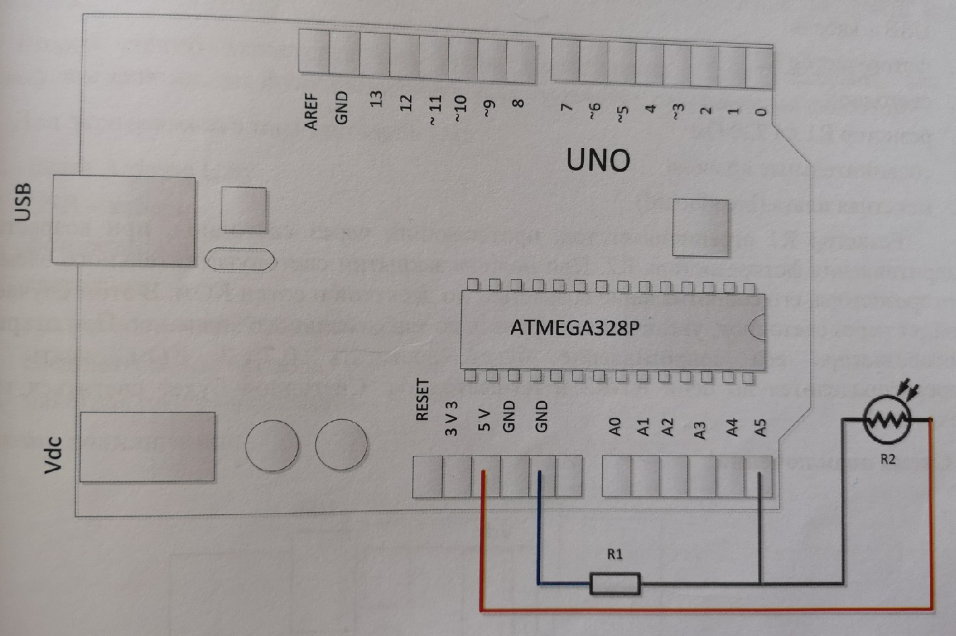 AREF
GND
13
12
~11
~10
~9
8
7
~6
~5
4
~3
2
1
0
UNO
USB
ATMEGA328P
RESET
3 V 3
5 V
GND
GND
A0
A1
A2
A3
A4
A5
Vdc
R2
R1